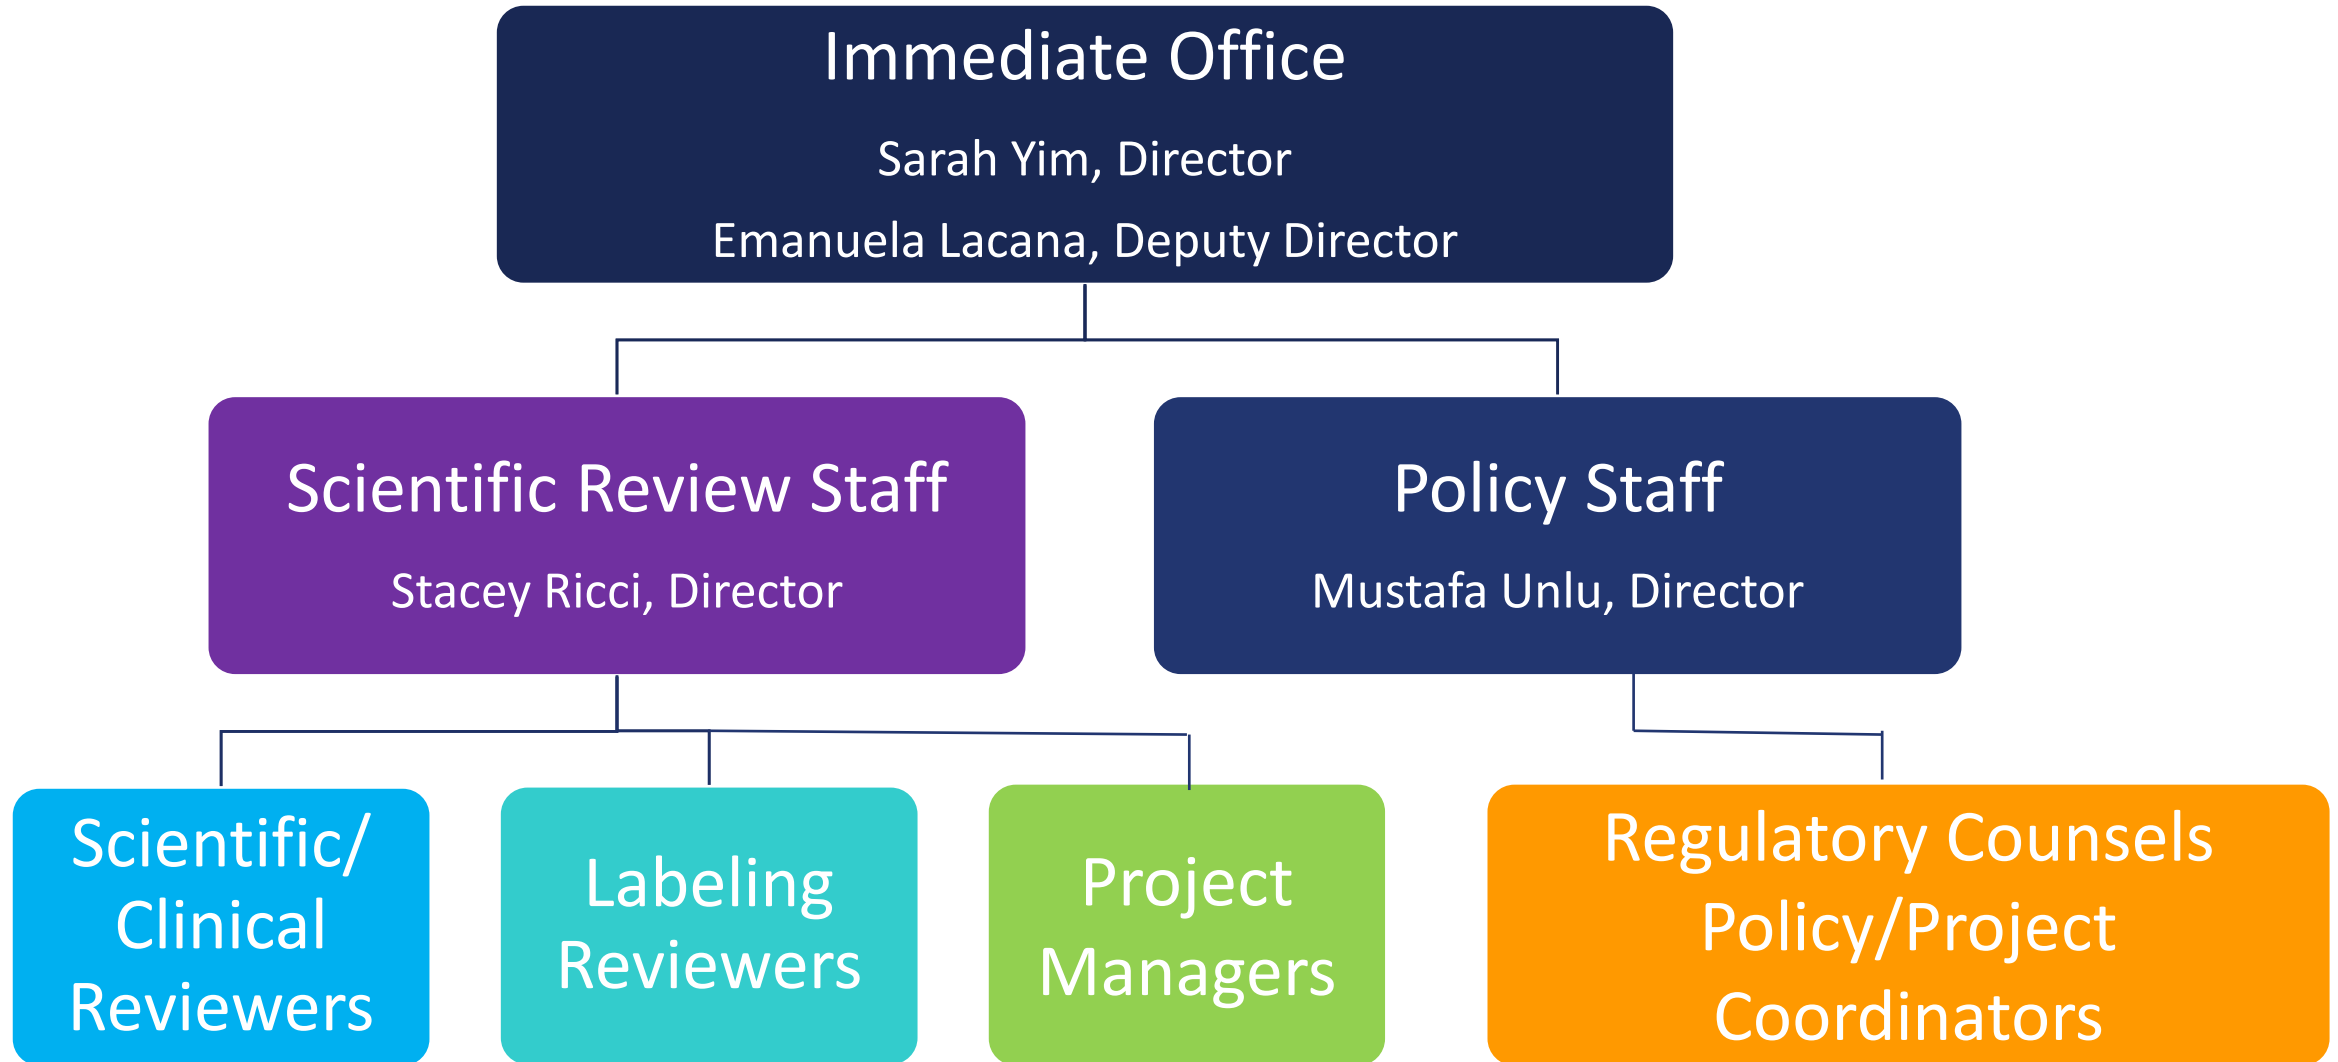 Immediate Office
Sarah Yim, Director
Emanuela Lacana, Deputy Director
Scientific Review Staff
Stacey Ricci, Director
Policy Staff
Mustafa Unlu, Director
Scientific/
Clinical
Reviewers
Labeling
Reviewers
Project
Managers
Regulatory Counsels
Policy/Project
Coordinators